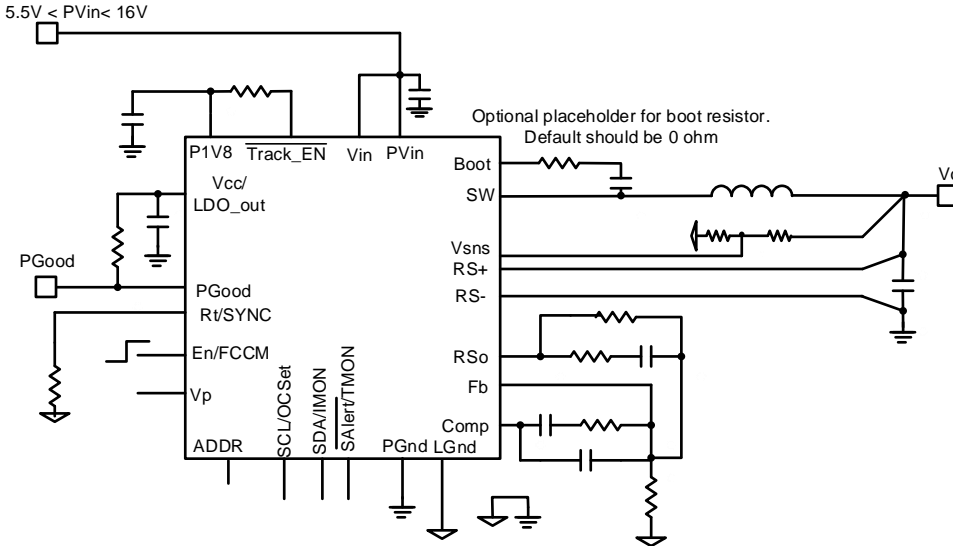 5.5V < PVin< 16V
Optional placeholder for boot resistor.
Default should be 0 ohm
P1V8
Track_EN
Vin
PVin
Boot
SW
Vcc/
LDO_out
Vsns
RS+
RS-
PGood
PGood
Rt/SYNC
En/FCCM
Vp
ADDR
SCL/OCSet
SDA/IMON
SAlert/TMON
PGnd
LGnd
RSo
Fb
Comp